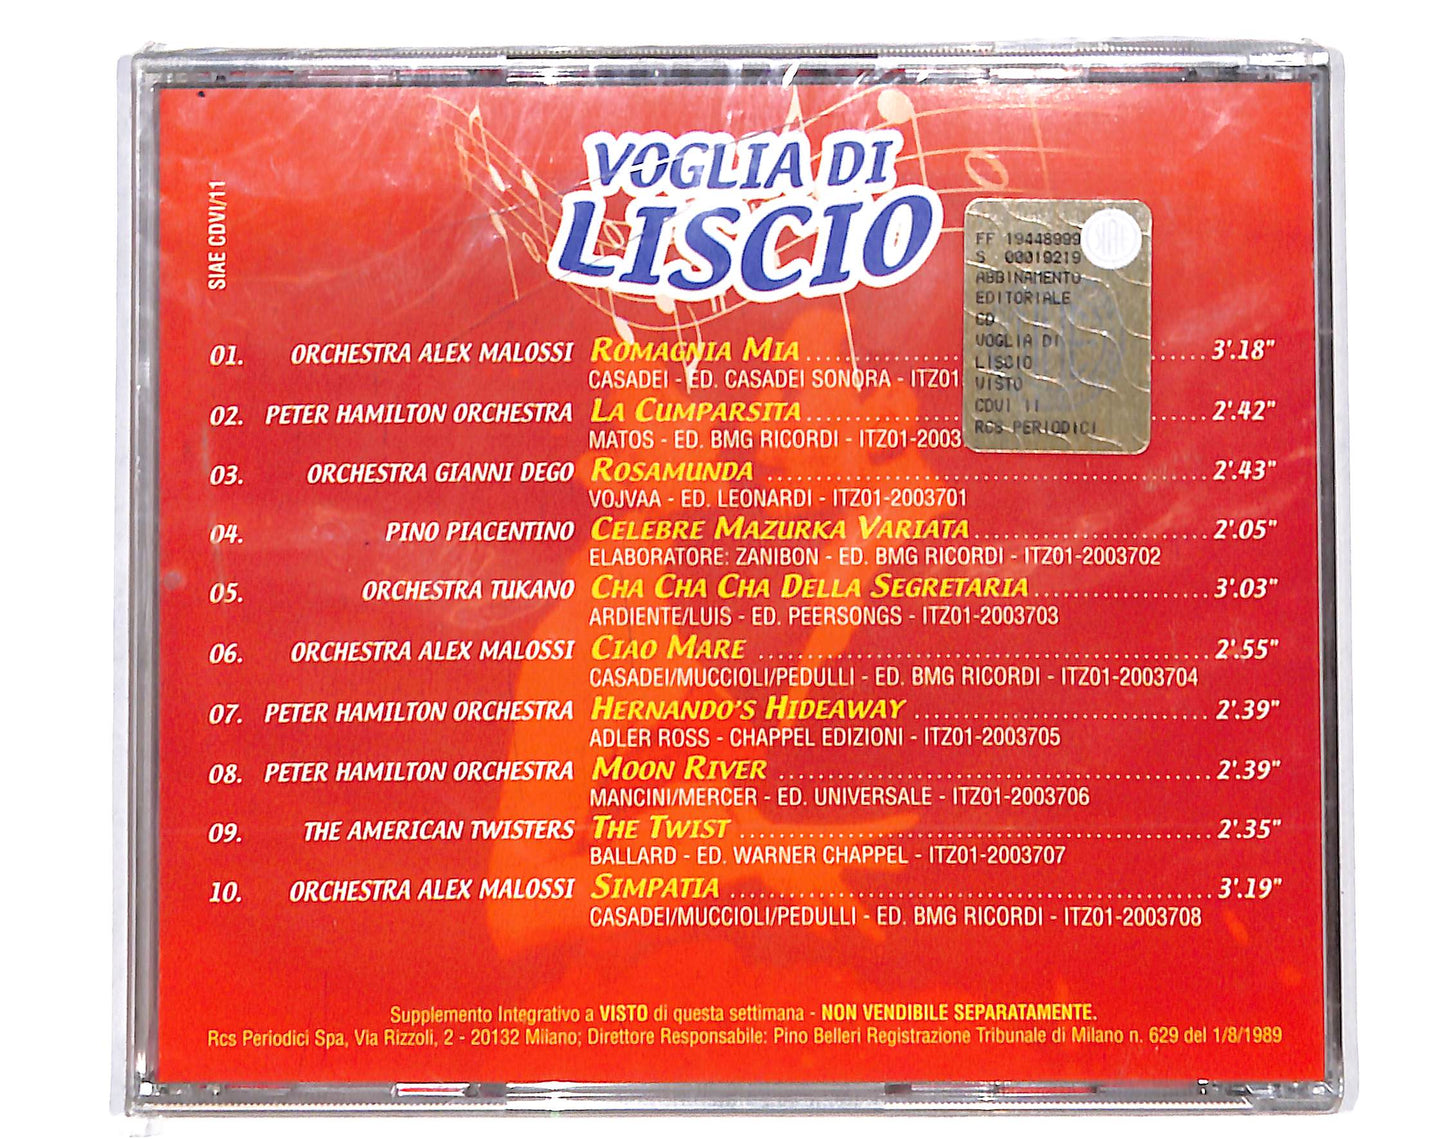 VOGLIA DI
LISCIO
SIAE CDVI/11
FF 19448999
S 00019219
ABBINAMENTO
EDITORIALE
CD
VOGLIA DI
LISCIO
VISTO
CDVI 11
RCS PERIODICI
01. ORCHESTRA ALEX MALOSSI ROMAGNIA MIA 3'.18"
CASADEI - ED. CASADEI SONORA - ITZ01
02. PETER HAMILTON ORCHESTRA LA CUMPARSITA 2'.42"
MATOS - ED. BMG RICORDI - ITZ01-2003
03. ORCHESTRA GIANNI DEGO ROSAMUNDA 2'.43"
VOJVAA - ED. LEONARDI - ITZ01-2003701
04. PINO PIACENTINO CELEBRE MAZURKA VARIATA 2'.05"
ELABORATORE: ZANIBON - ED. BMG RICORDI - ITZ01-2003702
05. ORCHESTRA TUKANO CHA CHA CHA DELLA SEGRETARIA 3'.03"
ARDIENTE/LUIS - ED. PEERSONGS - ITZ01-2003703
06. ORCHESTRA ALEX MALOSSI CIAO MARE 2'.55"
CASADEI/MUCCIOLI/PEDULLI - ED. BMG RICORDI - ITZ01-2003704
07. PETER HAMILTON ORCHESTRA HERNANDO'S HIDEAWAY 2'.39"
ADLER ROSS - CHAPPEL EDIZIONI - ITZ01-2003705
08. PETER HAMILTON ORCHESTRA MOON RIVER 2'.39"
MANCINI/MERCER - ED. UNIVERSALE - ITZ01-2003706
09. THE AMERICAN TWISTERS THE TWIST 2'.35"
BALLARD - ED. WARNER CHAPPEL - ITZ01-2003707
10. ORCHESTRA ALEX MALOSSI SIMPATIA 3'.19"
CASADEI/MUCCIOLI/PEDULLI - ED. BMG RICORDI - ITZ01-2003708
Supplemento Integrativo a VISTO di questa settimana - NON VENDIBILE SEPARATAMENTE.
Rcs Periodici Spa, Via Rizzoli, 2 - 20132 Milano; Direttore Responsabile: Pino Belleri Registrazione Tribunale di Milano n. 629 del 1/8/1989